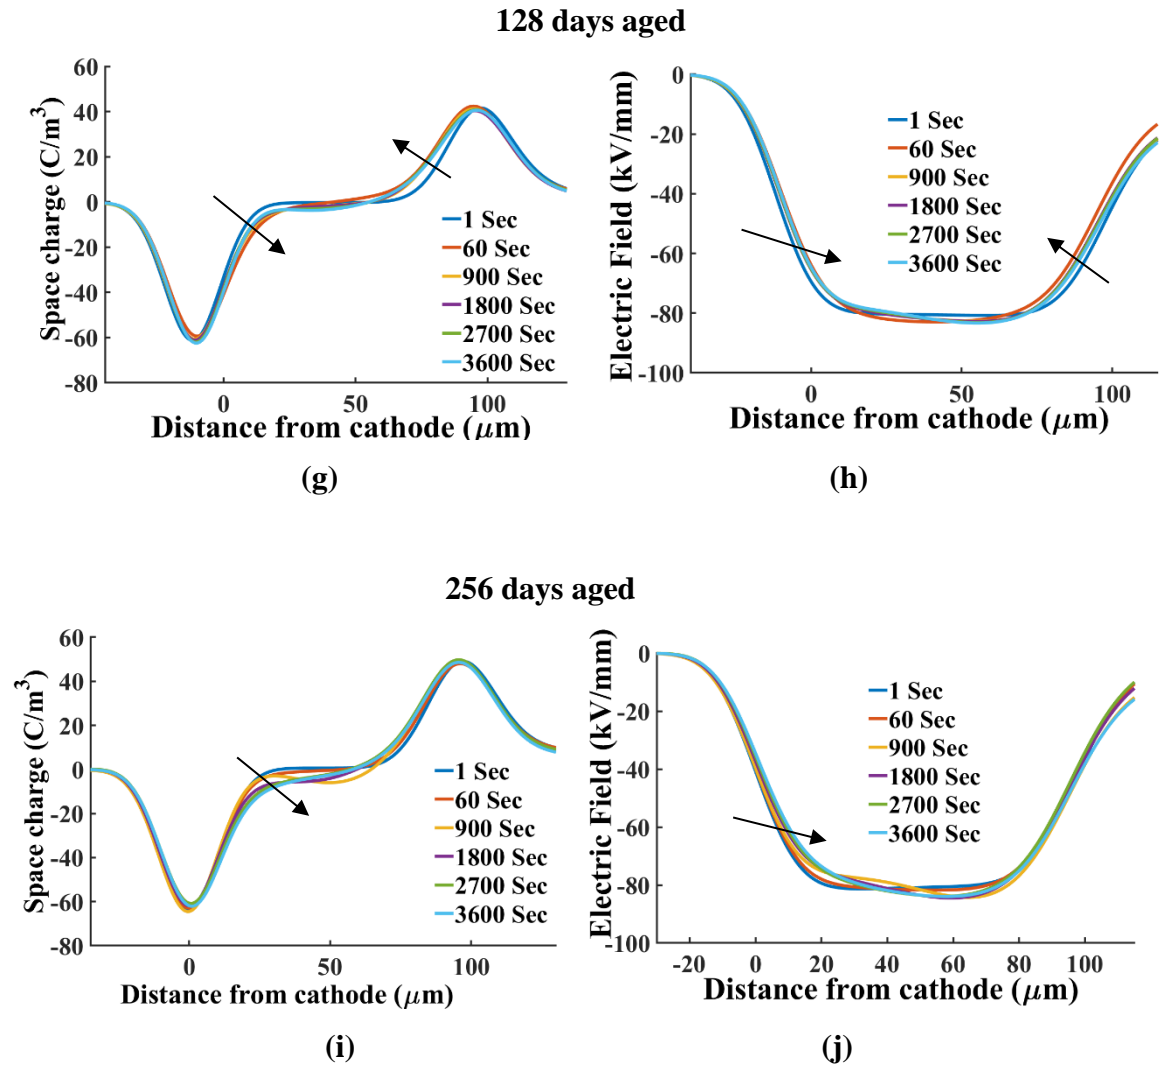 128 days aged
60
40
20
0
-20
-40
-60
-80
Space charge (C/m³)
1 Sec
60 Sec
900 Sec
1800 Sec
2700 Sec
3600 Sec
0 50 100
Distance from cathode (μm)
(g)
0
-20
-40
-60
-80
-100
Electric Field (kV/mm)
1 Sec
60 Sec
900 Sec
1800 Sec
2700 Sec
3600 Sec
0 50 100
Distance from cathode (μm)
(h)
256 days aged
60
40
20
0
-20
-40
-60
-80
Space charge (C/m³)
1 Sec
60 Sec
900 Sec
1800 Sec
2700 Sec
3600 Sec
0 50 100
Distance from cathode (μm)
(i)
0
-20
-40
-60
-80
-100
Electric Field (kV/mm)
1 Sec
60 Sec
900 Sec
1800 Sec
2700 Sec
3600 Sec
-20 0 20 40 60 80 100
Distance from cathode (μm)
(j)